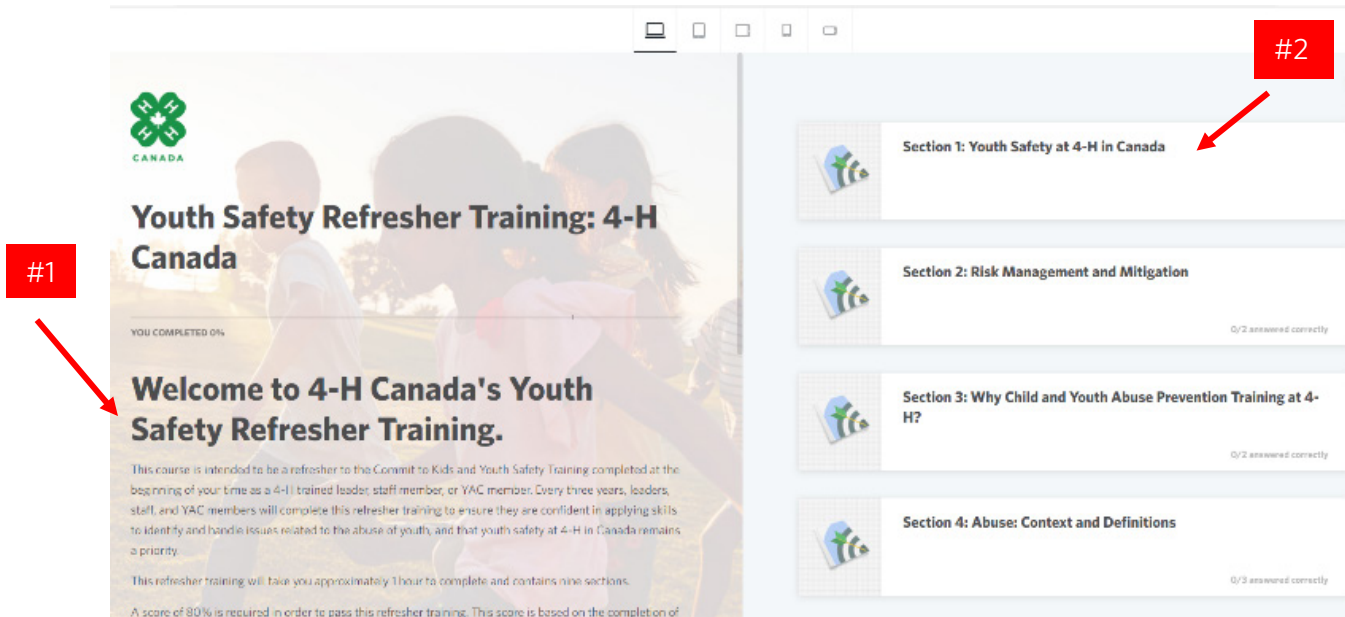 #2
CANADA
Youth Safety Refresher Training: 4-H
Canada
#1
YOU COMPLETED 0%
Welcome to 4-H Canada's Youth
Safety Refresher Training.
This course is intended to be a refresher to the Commit to Kids and Youth Safety Training completed at the
beginning of your time as a 4-H trained leader, staff member, or YAC member. Every three years, leaders,
staff, and YAC members will complete this refresher training to ensure they are confident in applying skills
to identify and handle issues related to the abuse of youth, and that youth safety at 4-H in Canada remains
a priority.
This refresher training will take you approximately 1 hour to complete and contains nine sections.
A score of 80% is required in order to pass this refresher training. This score is based on the completion of
Section 1: Youth Safety at 4-H in Canada
Section 2: Risk Management and Mitigation
0/2 answered correctly
Section 3: Why Child and Youth Abuse Prevention Training at 4-
H?
0/2 answered correctly
Section 4: Abuse: Context and Definitions
0/3 answered correctly